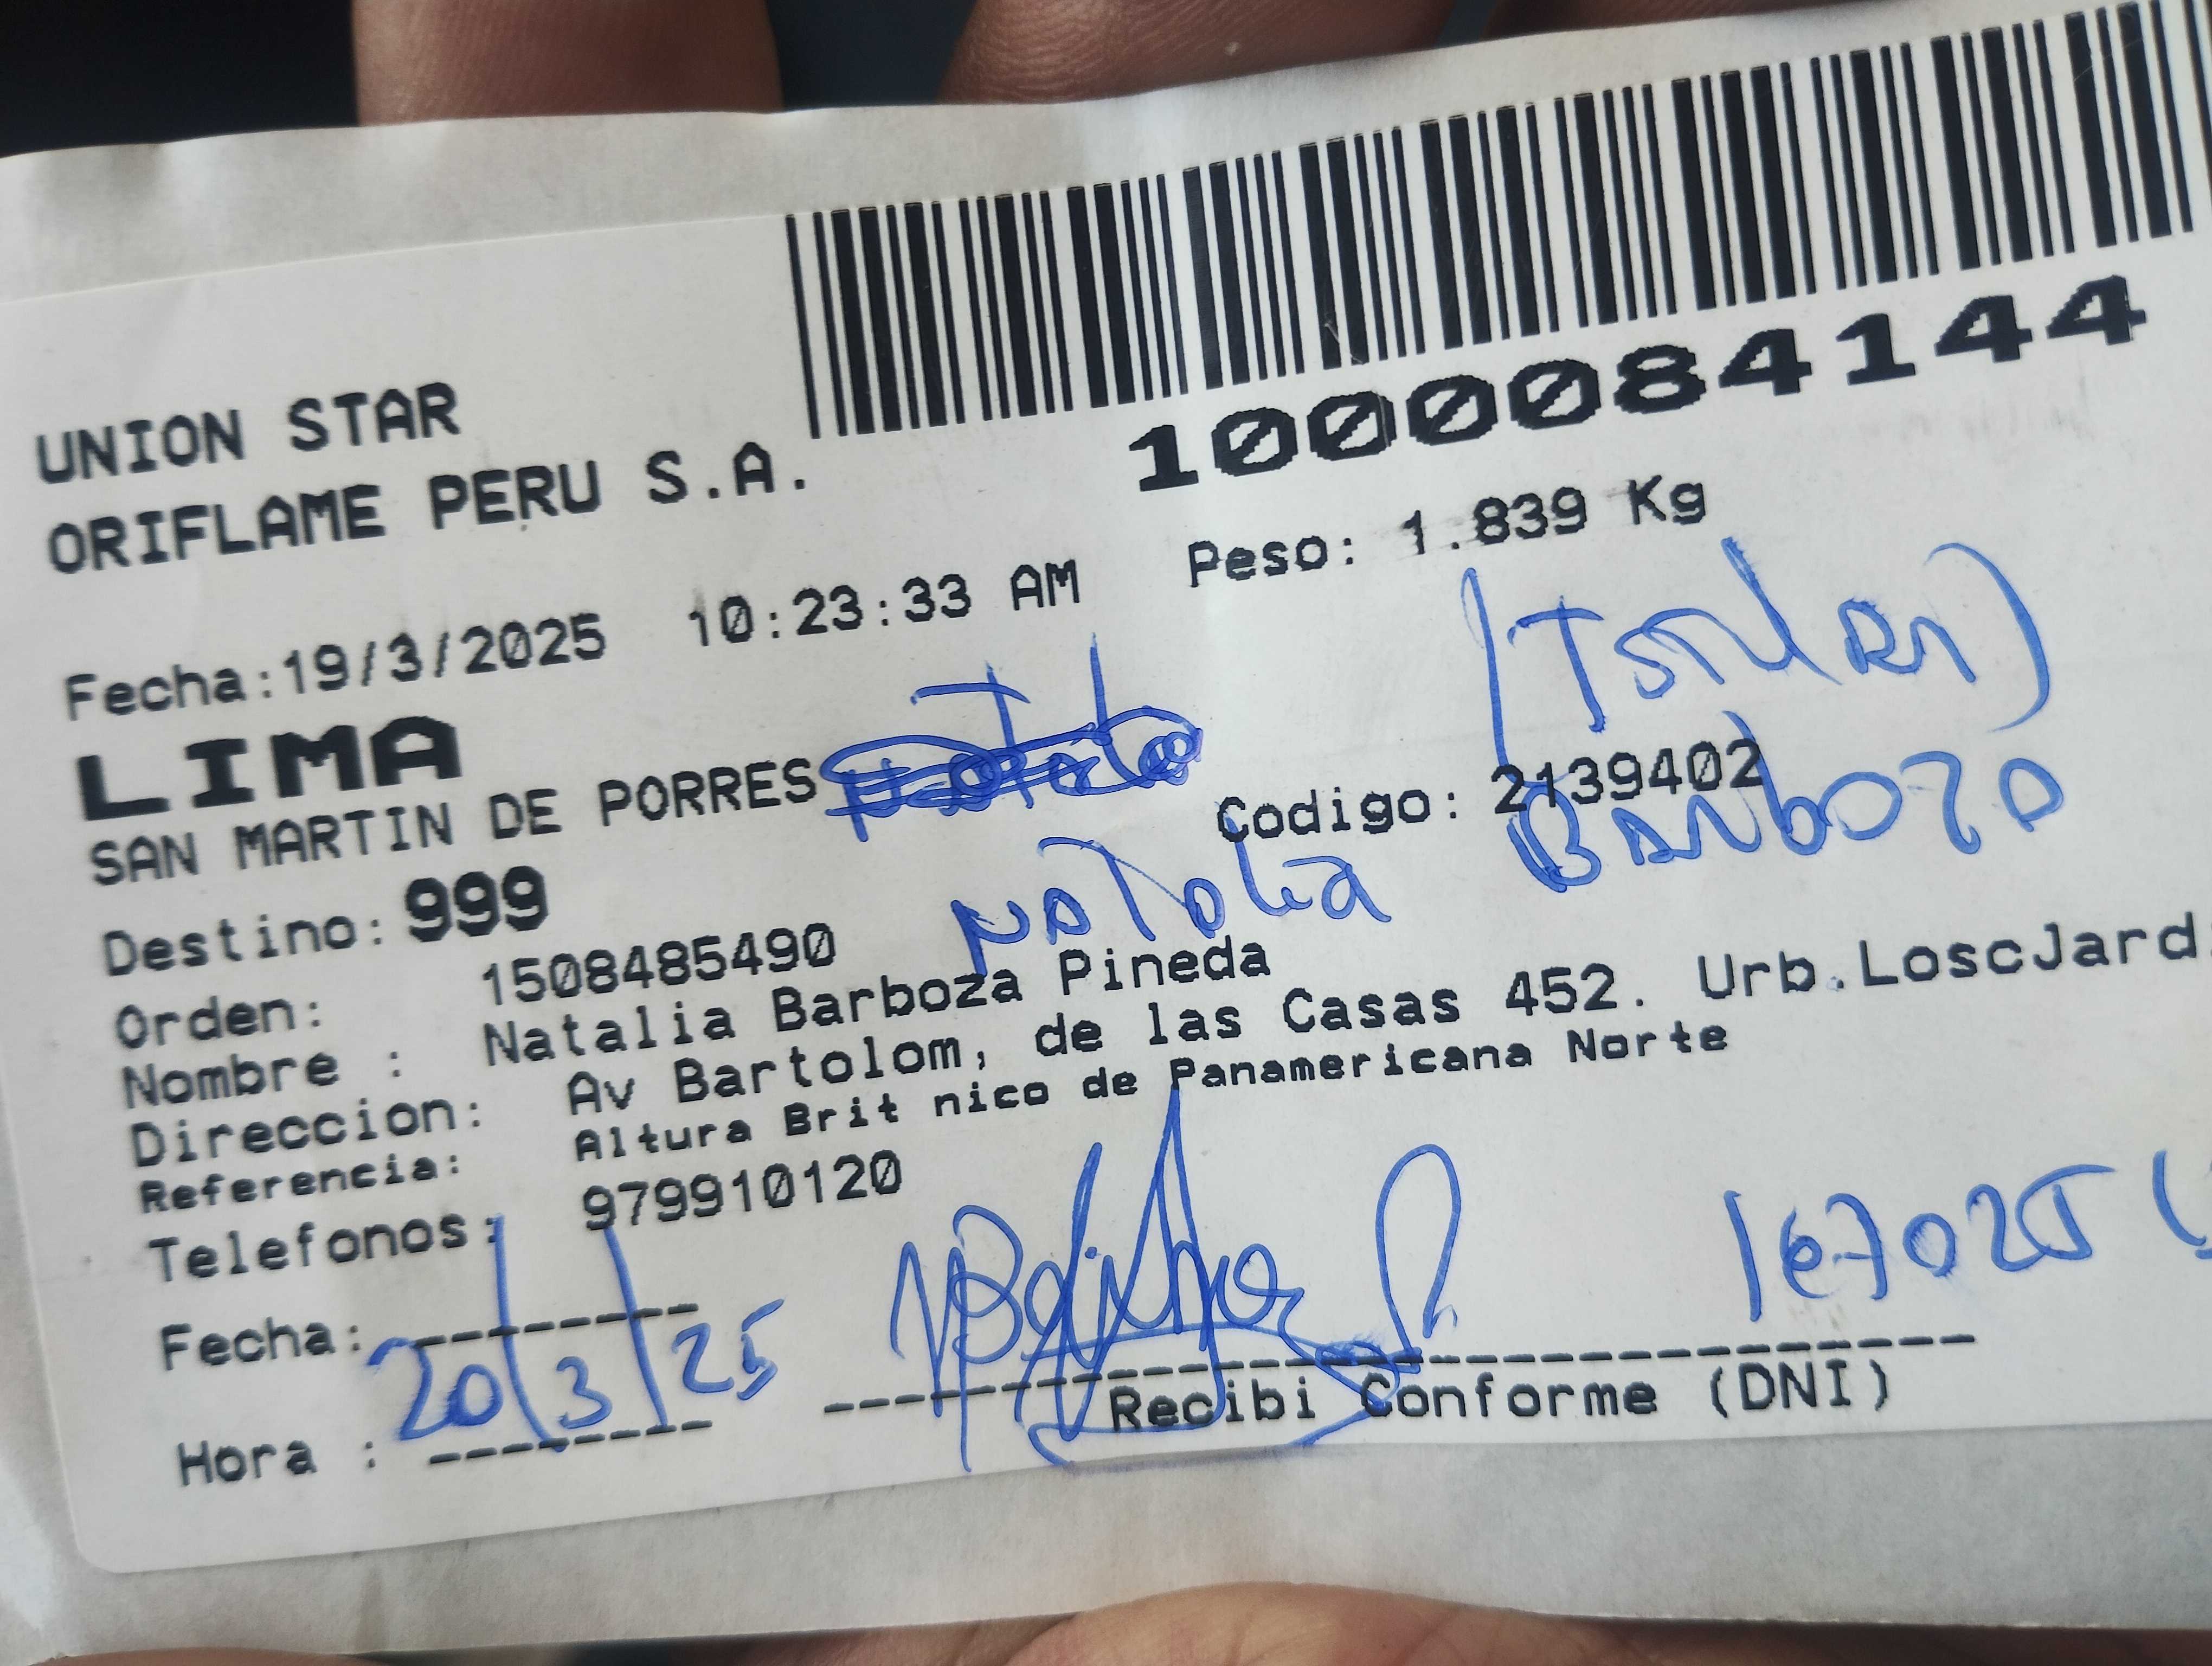 UNION STAR
ORIFLAME PERU S.A.
1000084144
Fecha:19/3/2025 10:23:33 AM Peso: 1.839 Kg
LIMA
SAN MARTIN DE PORRES
Codigo: 2139402
Destino: 999
Natalia Barboza
Orden: 1508485490
Nombre : Natalia Barboza Pineda
Direccion: Av Bartolom, de las Casas 452. Urb.LoscJard.
Referencia: Altura Brit nico de Panamericana Norte
Telefonos: 979910120
Fecha:
20/3/25
Hora :
Recibi Conforme (DNI)